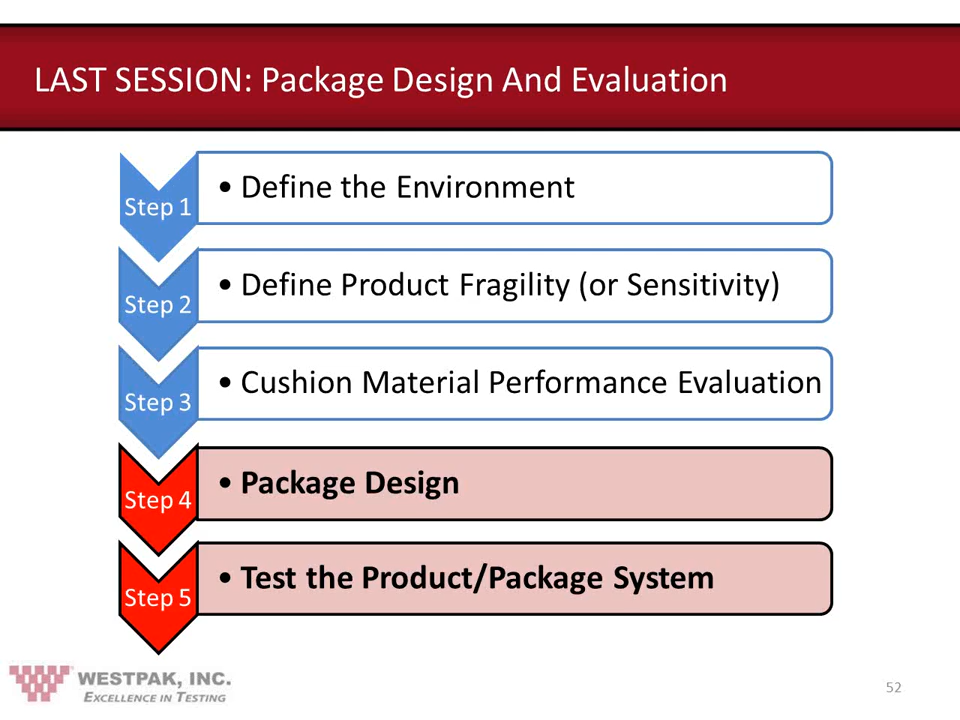 LAST SESSION: Package Design And Evaluation
Step 1
• Define the Environment
Step 2
• Define Product Fragility (or Sensitivity)
Step 3
• Cushion Material Performance Evaluation
Step 4
• Package Design
Step 5
• Test the Product/Package System
WESTPAK, INC.
EXCELLENCE IN TESTING
52